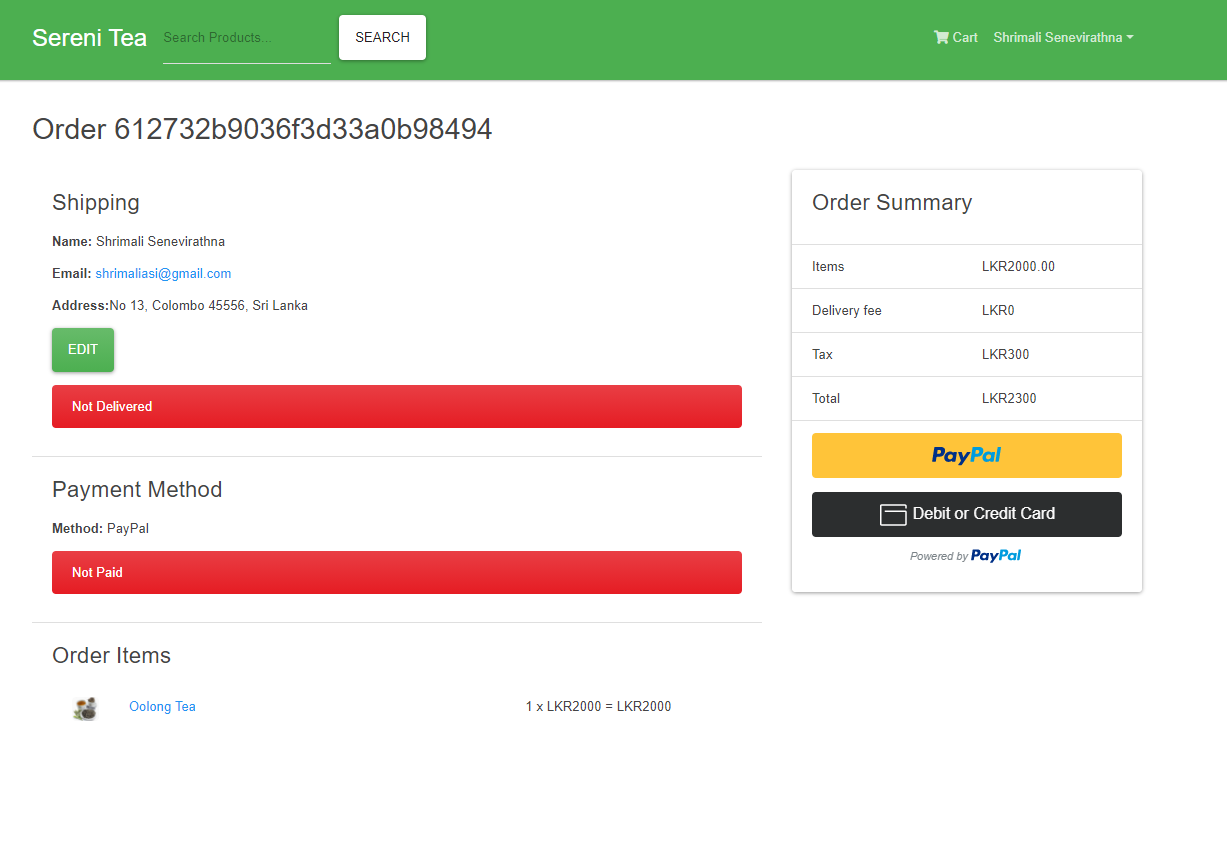 Sereni Tea Search Products... SEARCH Cart Shrimali Senevirathna
Order 612732b9036f3d33a0b98494
Shipping
Name: Shrimali Senevirathna
Email: shrimaliasi@gmail.com
Address:No 13, Colombo 45556, Sri Lanka
EDIT
Not Delivered
Payment Method
Method: PayPal
Not Paid
Order Items
Oolong Tea 1 x LKR2000 = LKR2000
Order Summary
Items LKR2000.00
Delivery fee LKR0
Tax LKR300
Total LKR2300
PayPal
Debit or Credit Card
Powered by PayPal